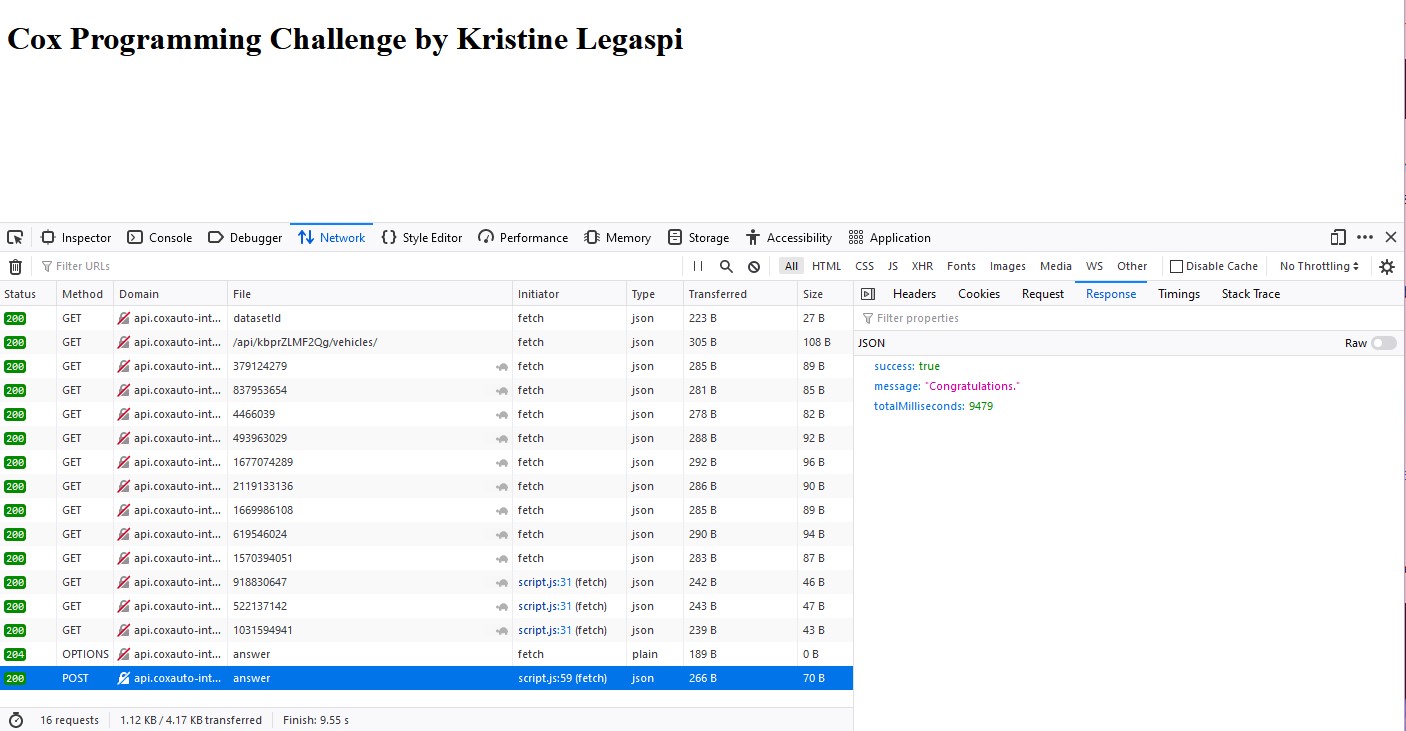 Cox Programming Challenge by Kristine Legaspi
Inspector Console Debugger Network Style Editor Performance Memory Storage Accessibility Application
Filter URLs All HTML CSS JS XHR Fonts Images Media WS Other Disable Cache No Throttling
Status Method Domain File Initiator Type Transferred Size Headers Cookies Request Response Timings Stack Trace
200 GET api.coxauto-int... datasetId fetch json 223 B 27 B Filter properties
200 GET api.coxauto-int... /api/kbprZLMF2Qg/vehicles/ fetch json 305 B 108 B JSON Raw
200 GET api.coxauto-int... 379124279 fetch json 285 B 89 B success: true
200 GET api.coxauto-int... 837953654 fetch json 281 B 85 B message: "Congratulations."
200 GET api.coxauto-int... 4466039 fetch json 278 B 82 B totalMilliseconds: 9479
200 GET api.coxauto-int... 493963029 fetch json 288 B 92 B
200 GET api.coxauto-int... 1677074289 fetch json 292 B 96 B
200 GET api.coxauto-int... 2119133136 fetch json 286 B 90 B
200 GET api.coxauto-int... 1669986108 fetch json 285 B 89 B
200 GET api.coxauto-int... 619546024 fetch json 290 B 94 B
200 GET api.coxauto-int... 1570394051 fetch json 283 B 87 B
200 GET api.coxauto-int... 918830647 script.js:31 (fetch) json 242 B 46 B
200 GET api.coxauto-int... 522137142 script.js:31 (fetch) json 243 B 47 B
200 GET api.coxauto-int... 1031594941 script.js:31 (fetch) json 239 B 43 B
204 OPTIONS api.coxauto-int... answer fetch plain 189 B 0 B
200 POST api.coxauto-int... answer script.js:59 (fetch) json 266 B 70 B
16 requests 1.12 KB / 4.17 KB transferred Finish: 9.55 s